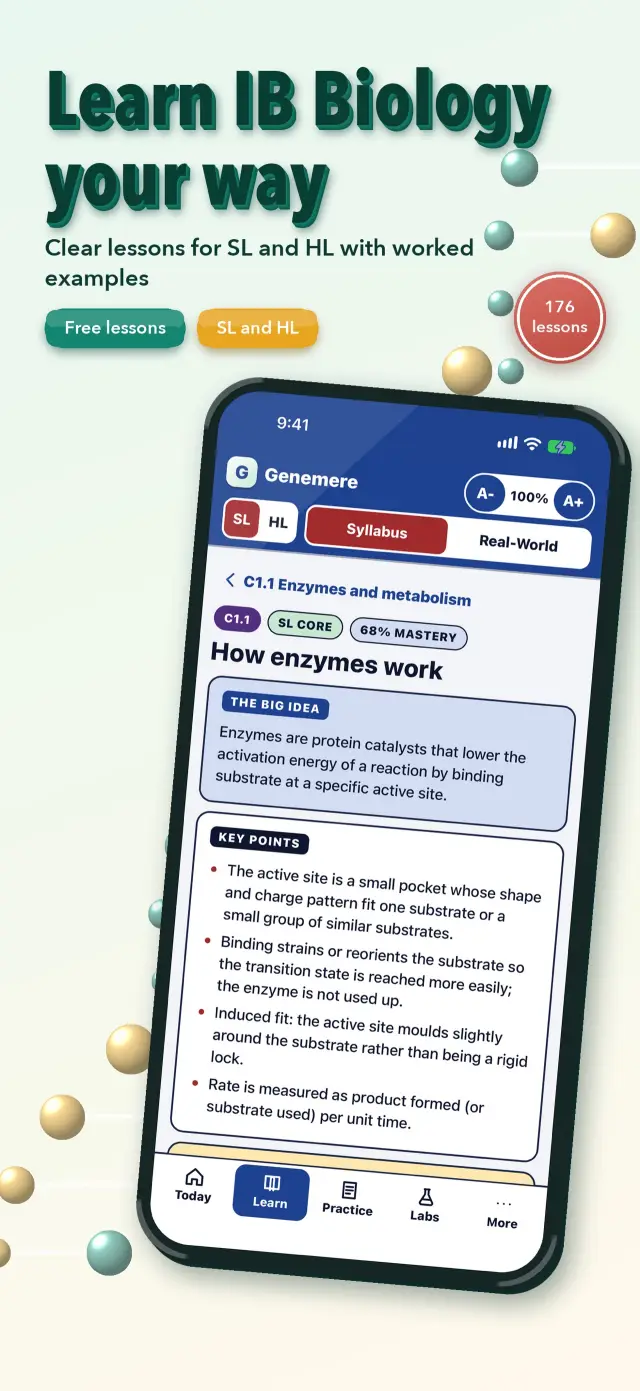 Learn IB Biology
your way
Clear lessons for SL and HL with worked
examples
Free lessons
SL and HL
176
lessons
9:41
G Genemere
A- 100% A+
SL HL
Syllabus
Real-World
C1.1 Enzymes and metabolism
C1.1
SL CORE
68% MASTERY
How enzymes work
THE BIG IDEA
Enzymes are protein catalysts that lower the
activation energy of a reaction by binding
substrate at a specific active site.
KEY POINTS
• The active site is a small pocket whose shape
and charge pattern fit one substrate or a
small group of similar substrates.
• Binding strains or reorients the substrate so
the transition state is reached more easily;
the enzyme is not used up.
• Induced fit: the active site moulds slightly
around the substrate rather than being a rigid
lock.
• Rate is measured as product formed (or
substrate used) per unit time.
Today
Learn
Practice
Labs
... More